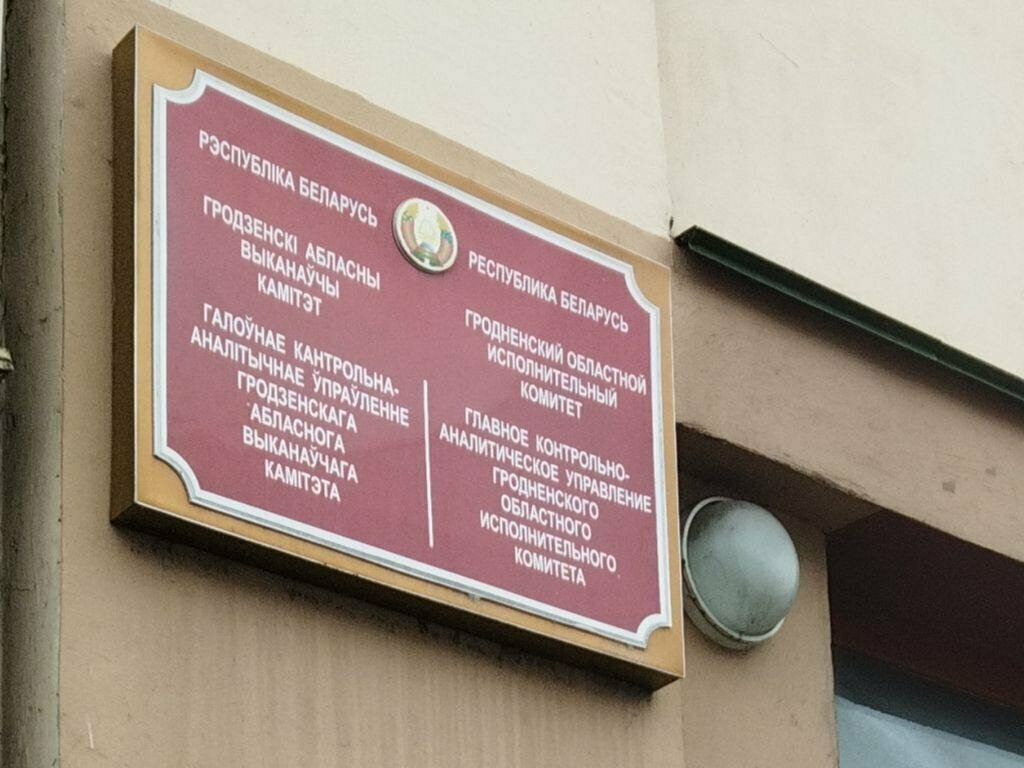 РЭСПУБЛІКА БЕЛАРУСЬ
ГРОДЗЕНСКІ АБЛАСНЫ
ВЫКАНАЎЧЫ
КАМІТЭТ
ГАЛОЎНАЕ КАНТРОЛЬНА-
АНАЛІТЫЧНАЕ ЎПРАЎЛЕННЕ
ГРОДЗЕНСКАГА
АБЛАСНОГА
ВЫКАНАЎЧАГА
КАМІТЭТА
РЕСПУБЛИКА БЕЛАРУСЬ
ГРОДНЕНСКИЙ ОБЛАСТНОЙ
ИСПОЛНИТЕЛЬНЫЙ
КОМИТЕТ
ГЛАВНОЕ КОНТРОЛЬНО-
АНАЛИТИЧЕСКОЕ УПРАВЛЕНИЕ
ГРОДНЕНСКОГО
ОБЛАСТНОГО
ИСПОЛНИТЕЛЬНОГО
КОМИТЕТА